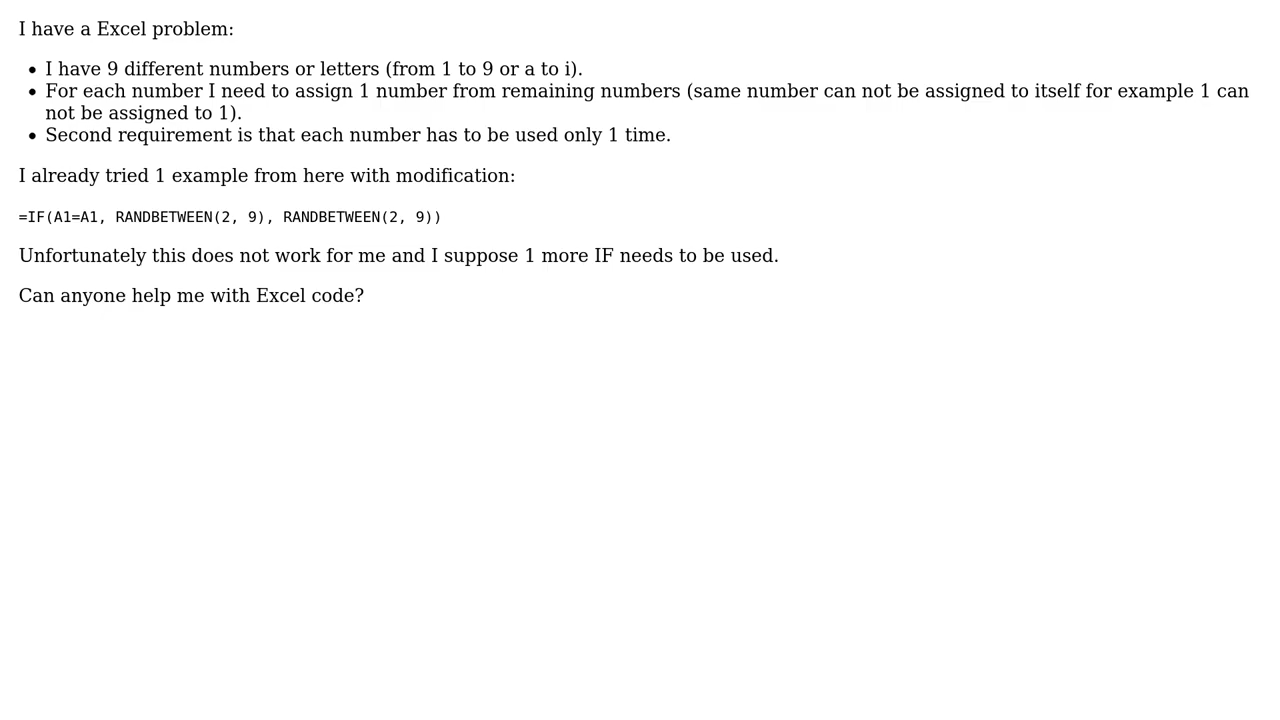 I have a Excel problem:
• I have 9 different numbers or letters (from 1 to 9 or a to i).
• For each number I need to assign 1 number from remaining numbers (same number can not be assigned to itself for example 1 can
not be assigned to 1).
• Second requirement is that each number has to be used only 1 time.
I already tried 1 example from here with modification:
=IF(A1=A1, RANDBETWEEN(2, 9), RANDBETWEEN(2, 9))
Unfortunately this does not work for me and I suppose 1 more IF needs to be used.
Can anyone help me with Excel code?